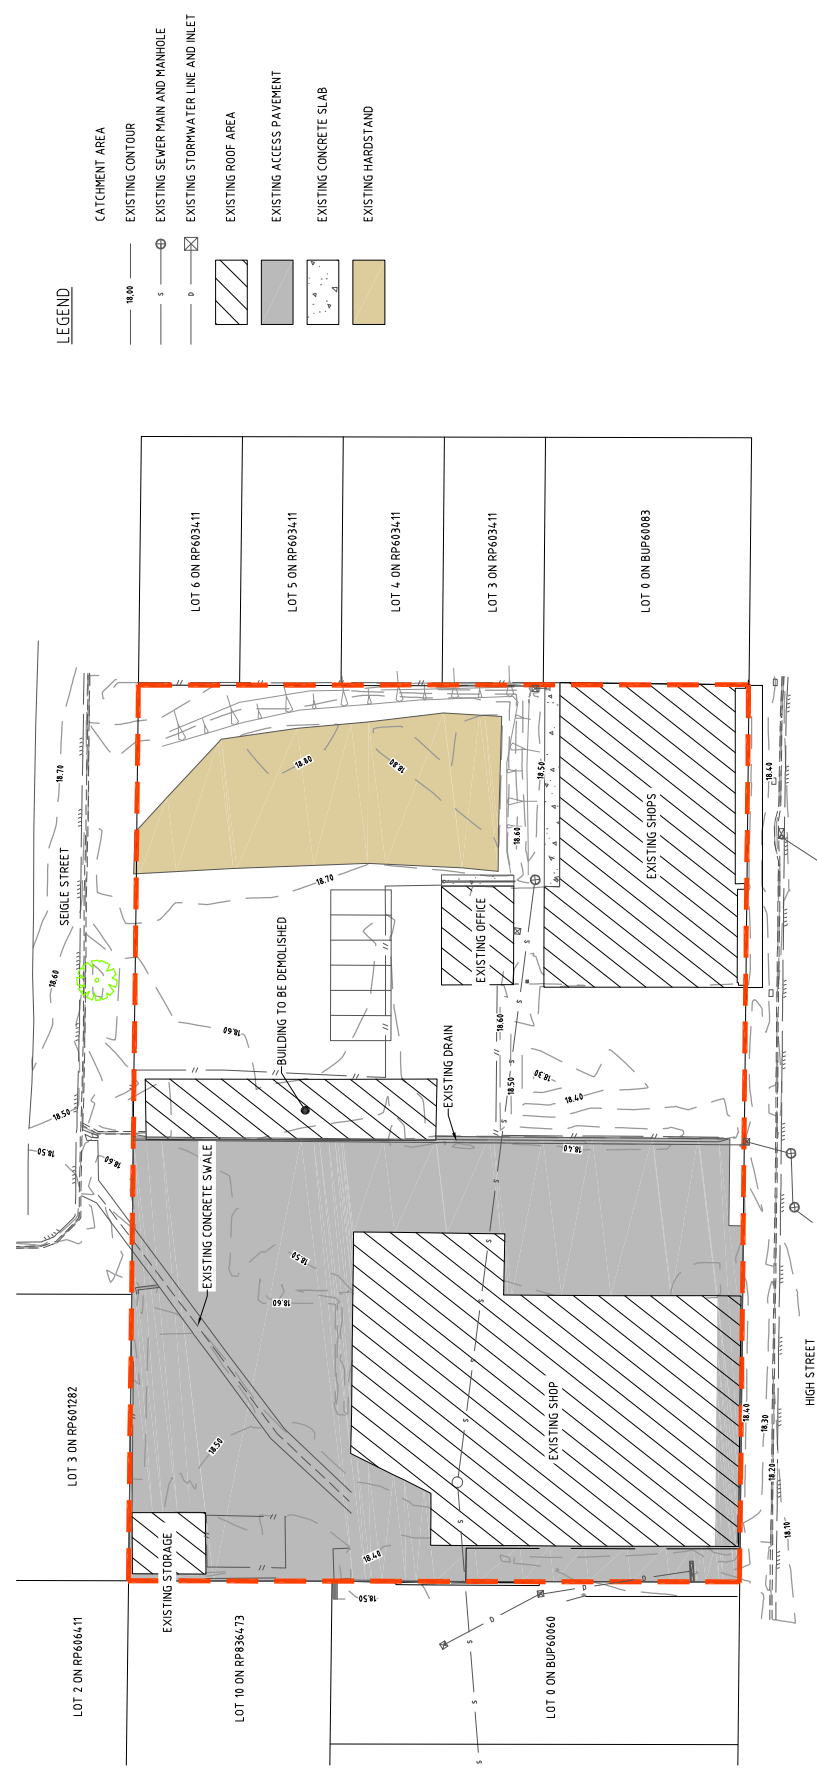 LEGEND
CATCHMENT AREA
18.00
EXISTING CONTOUR
S
EXISTING SEWER MAIN AND MANHOLE
D
EXISTING STORMWATER LINE AND INLET
EXISTING ROOF AREA
EXISTING ACCESS PAVEMENT
EXISTING CONCRETE SLAB
EXISTING HARDSTAND
LOT 6 ON RP603411
LOT 5 ON RP603411
LOT 4 ON RP603411
LOT 3 ON RP603411
LOT 0 ON BUP60083
SEIGLE STREET
18.70
18.60
18.50
18.50
18.60
18.80
18.80
18.70
18.60
18.50
18.40
EXISTING SHOPS
EXISTING OFFICE
S
BUILDING TO BE DEMOLISHED
18.60
18.60
S
S
18.50
18.30
18.40
EXISTING DRAIN
S
18.40
S
EXISTING CONCRETE SWALE
18.50
18.60
S
S
S
S
S
EXISTING SHOP
18.50
18.40
18.30
18.20
18.10
HIGH STREET
LOT 3 ON RP601282
EXISTING STORAGE
18.40
18.50
D
D
D
S
S
S
LOT 2 ON RP606411
LOT 10 ON RP836473
LOT 0 ON BUP60060